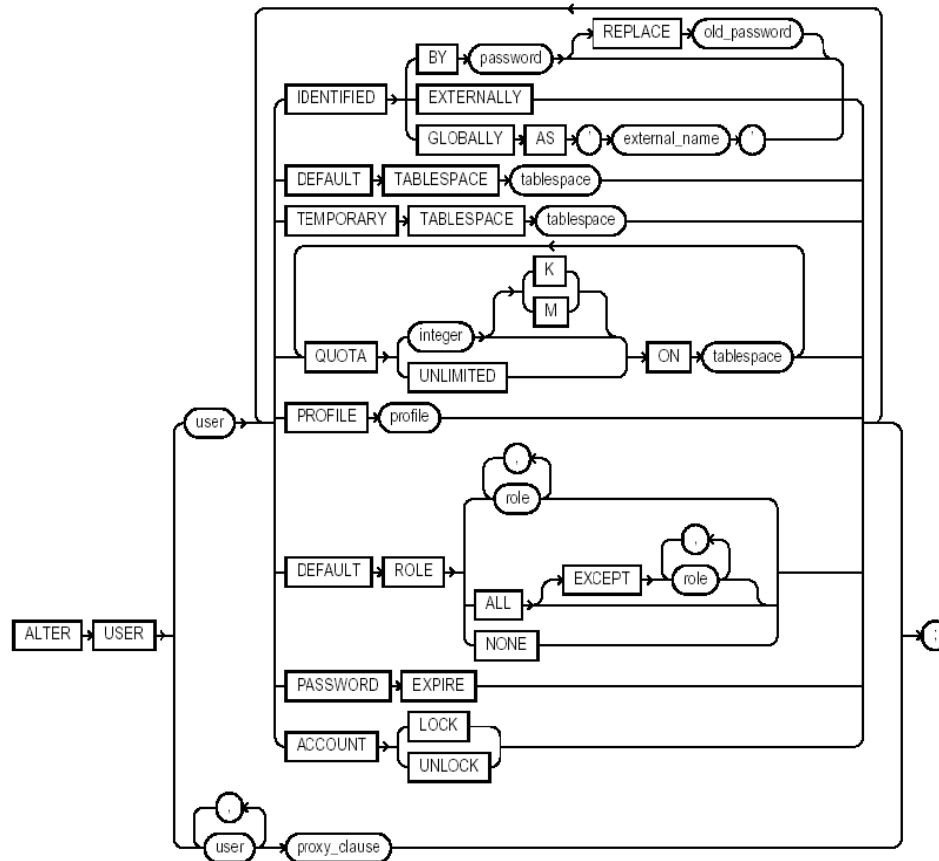 REPLACE old_password
BY password
IDENTIFIED EXTERNALLY
GLOBALLY AS ' external_name '
DEFAULT TABLESPACE tablespace
TEMPORARY TABLESPACE tablespace
K
M
integer
QUOTA ON tablespace
UNLIMITED
user PROFILE profile
,
role
DEFAULT ROLE
,
ALL EXCEPT role
NONE
ALTER USER ;
PASSWORD EXPIRE
LOCK
ACCOUNT
UNLOCK
,
user proxy_clause